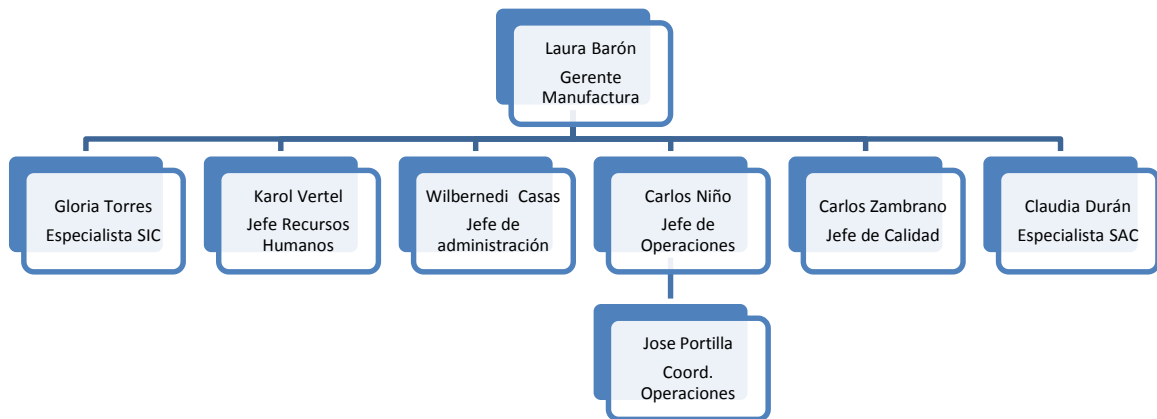 Laura Barón
Gerente
Manufactura
Gloria Torres
Especialista SIC
Karol Vertel
Jefe Recursos
Humanos
Wilbernedi Casas
Jefe de
administración
Carlos Niño
Jefe de
Operaciones
Carlos Zambrano
Jefe de Calidad
Claudia Durán
Especialista SAC
Jose Portilla
Coord.
Operaciones